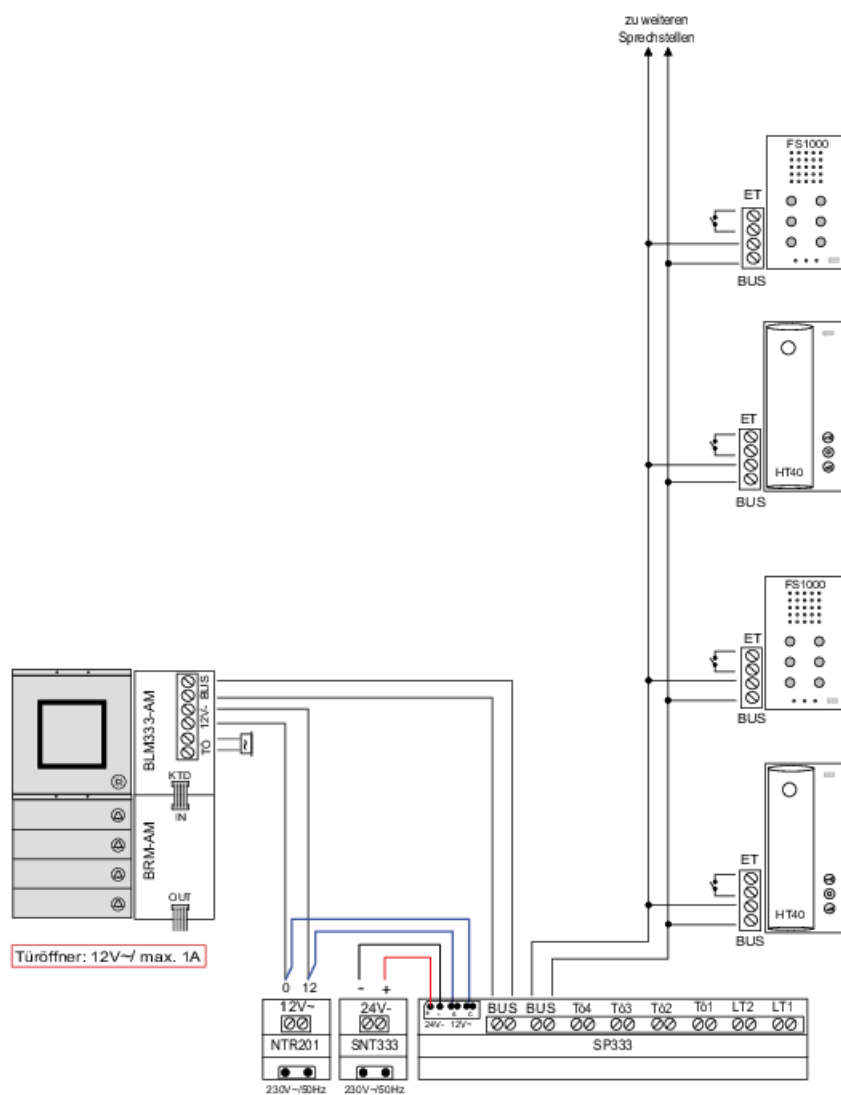 zu weiteren
Sprechstellen
FS1000
ET
BUS
ET
HT40
BUS
FS1000
ET
BUS
BLM333-AM
BUS
12V~
TÖ
KTD
IN
BRM-AM
OUT
ET
HT40
BUS
Türöffner: 12V~/ max. 1A
0 12 - +
12V~
NTR201
230V~/50Hz
24V-
SNT333
230V~/50Hz
24V- 12V~
BUS BUS Tö4 Tö3 Tö2 Tö1 LT2 LT1
SP333